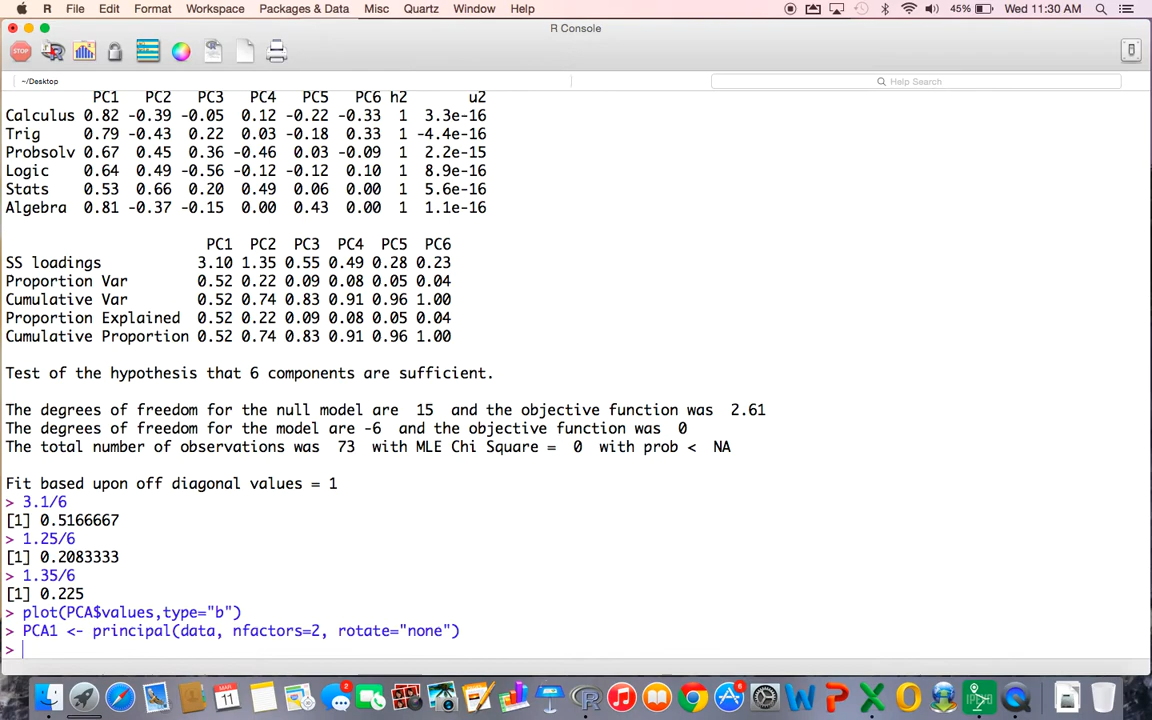 R File Edit Format Workspace Packages & Data Misc Quartz Window Help 45% Wed 11:30 AM
R Console
STOP
~/Desktop Help Search
PC1 PC2 PC3 PC4 PC5 PC6 h2 u2
Calculus 0.82 -0.39 -0.05 0.12 -0.22 -0.33 1 3.3e-16
Trig 0.79 -0.43 0.22 0.03 -0.18 0.33 1 -4.4e-16
Probsolv 0.67 0.45 0.36 -0.46 0.03 -0.09 1 2.2e-15
Logic 0.64 0.49 -0.56 -0.12 -0.12 0.10 1 8.9e-16
Stats 0.53 0.66 0.20 0.49 0.06 0.00 1 5.6e-16
Algebra 0.81 -0.37 -0.15 0.00 0.43 0.00 1 1.1e-16
PC1 PC2 PC3 PC4 PC5 PC6
SS loadings 3.10 1.35 0.55 0.49 0.28 0.23
Proportion Var 0.52 0.22 0.09 0.08 0.05 0.04
Cumulative Var 0.52 0.74 0.83 0.91 0.96 1.00
Proportion Explained 0.52 0.22 0.09 0.08 0.05 0.04
Cumulative Proportion 0.52 0.74 0.83 0.91 0.96 1.00
Test of the hypothesis that 6 components are sufficient.
The degrees of freedom for the null model are 15 and the objective function was 2.61
The degrees of freedom for the model are -6 and the objective function was 0
The total number of observations was 73 with MLE Chi Square = 0 with prob < NA
Fit based upon off diagonal values = 1
> 3.1/6
[1] 0.5166667
> 1.25/6
[1] 0.2083333
> 1.35/6
[1] 0.225
> plot(PCA$values,type="b")
> PCA1 <- principal(data, nfactors=2, rotate="none")
>
MAR
11
2
6